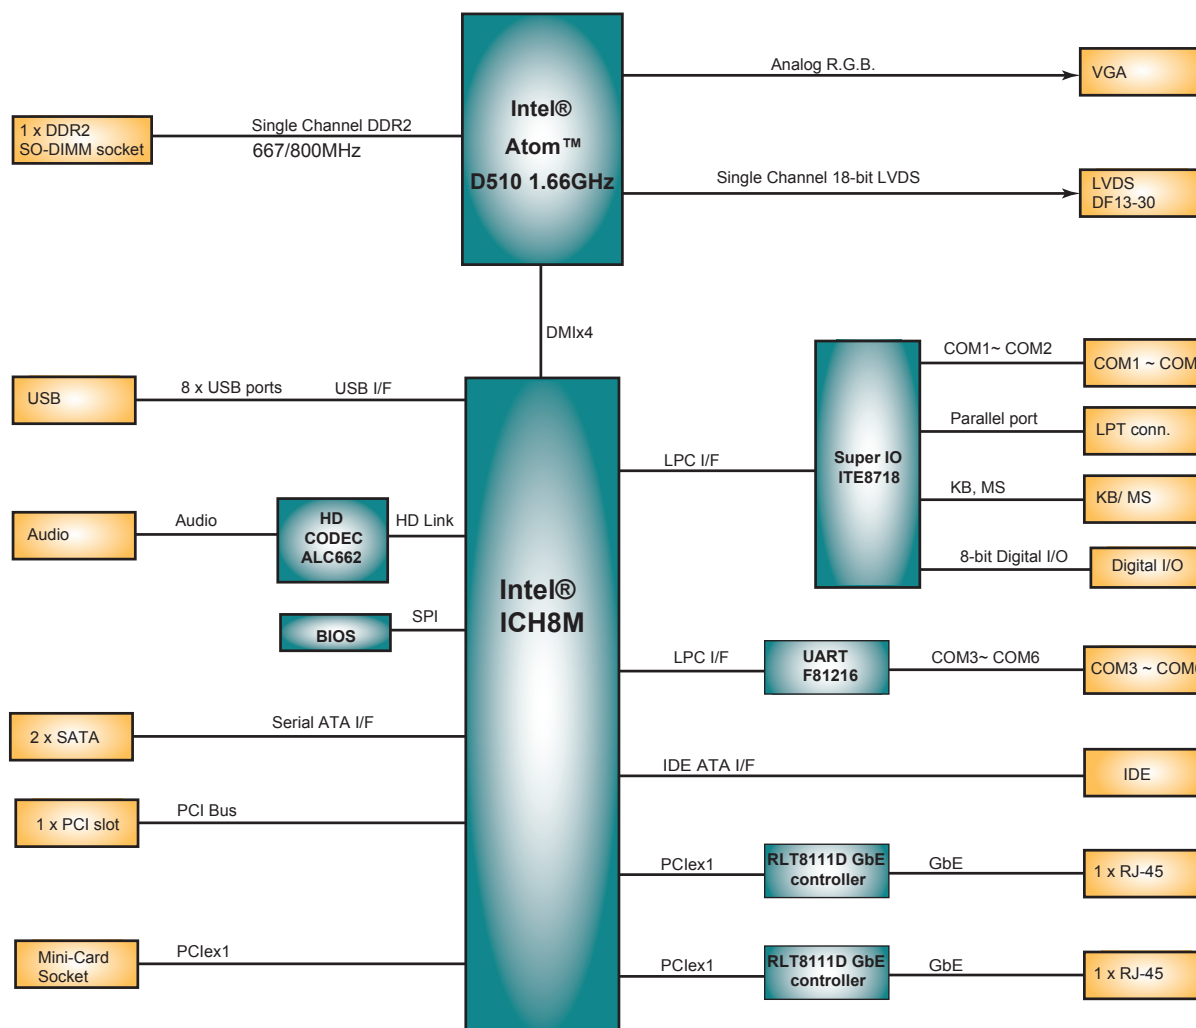 Analog R.G.B.
VGA
Intel®
Atom™
D510 1.66GHz
1 x DDR2
SO-DIMM socket
Single Channel DDR2
667/800MHz
Single Channel 18-bit LVDS
LVDS
DF13-30
DMIx4
USB
8 x USB ports
USB I/F
Audio
Audio
HD
CODEC
ALC662
HD Link
BIOS
SPI
Intel®
ICH8M
2 x SATA
Serial ATA I/F
1 x PCI slot
PCI Bus
Mini-Card
Socket
PCIex1
LPC I/F
Super IO
ITE8718
COM1~ COM2
COM1 ~ COM
Parallel port
LPT conn.
KB, MS
KB/ MS
8-bit Digital I/O
Digital I/O
LPC I/F
UART
F81216
COM3~ COM6
COM3 ~ COM6
IDE ATA I/F
IDE
PCIex1
RLT8111D GbE
controller
GbE
1 x RJ-45
PCIex1
RLT8111D GbE
controller
GbE
1 x RJ-45